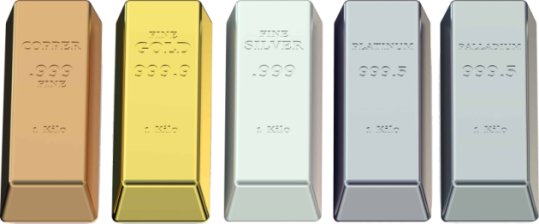 COPPER
.999
FINE
1 Kilo
FINE
GOLD
999.9
1 Kilo
FINE
SILVER
.999
1 Kilo
PLATINUM
999.5
1 Kilo
PALLADIUM
999.5
1 Kilo